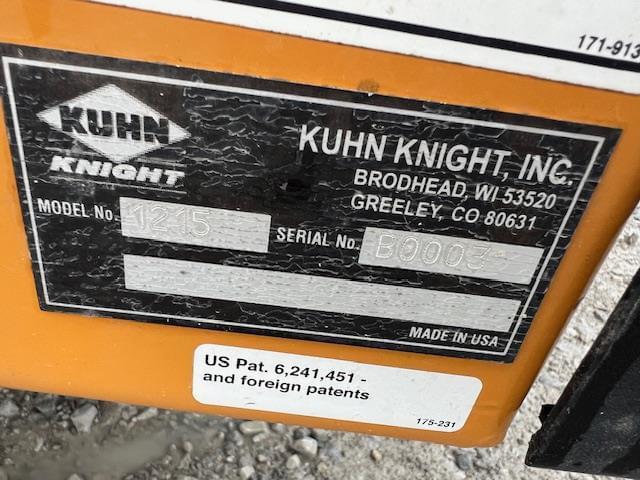 171-913
KUHN
KNIGHT
KUHN KNIGHT, INC.
BRODHEAD, WI 53520
GREELEY, CO 80631
MODEL No. 1215
SERIAL No. B0003
MADE IN USA
US Pat. 6,241,451 -
and foreign patents
175-231